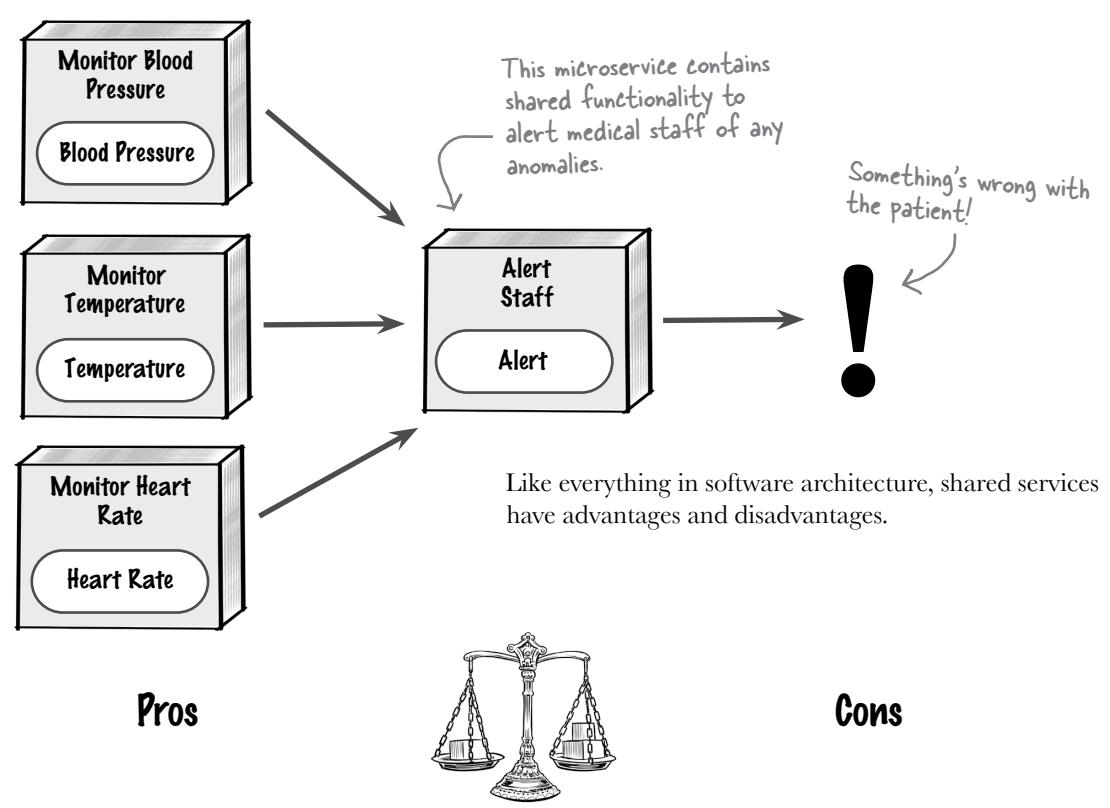 Monitor Blood
Pressure
Blood Pressure
This microservice contains
shared functionality to
alert medical staff of any
anomalies.
Something's wrong with
the patient!
Monitor
Temperature
Temperature
Alert
Staff
Alert
!
Monitor Heart
Rate
Heart Rate
Like everything in software architecture, shared services
have advantages and disadvantages.
Pros
Cons